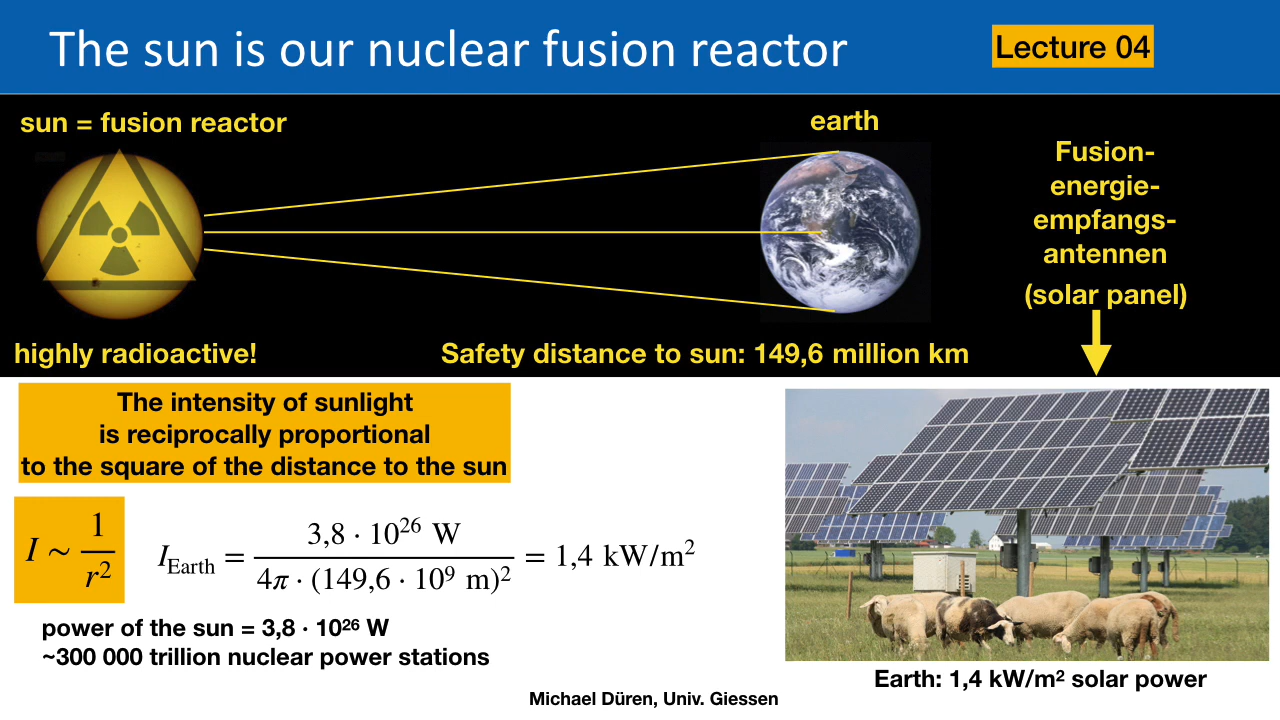 The sun is our nuclear fusion reactor
Lecture 04
sun = fusion reactor
earth
Fusion-
energie-
empfangs-
antennen
(solar panel)
highly radioactive!
Safety distance to sun: 149,6 million km
The intensity of sunlight
is reciprocally proportional
to the square of the distance to the sun
I ~ 1/r²
I_Earth = 3,8 · 10²⁶ W / 4π · (149,6 · 10⁹ m)² = 1,4 kW/m²
power of the sun = 3,8 · 10²⁶ W
~300 000 trillion nuclear power stations
Earth: 1,4 kW/m² solar power
Michael Düren, Univ. Giessen